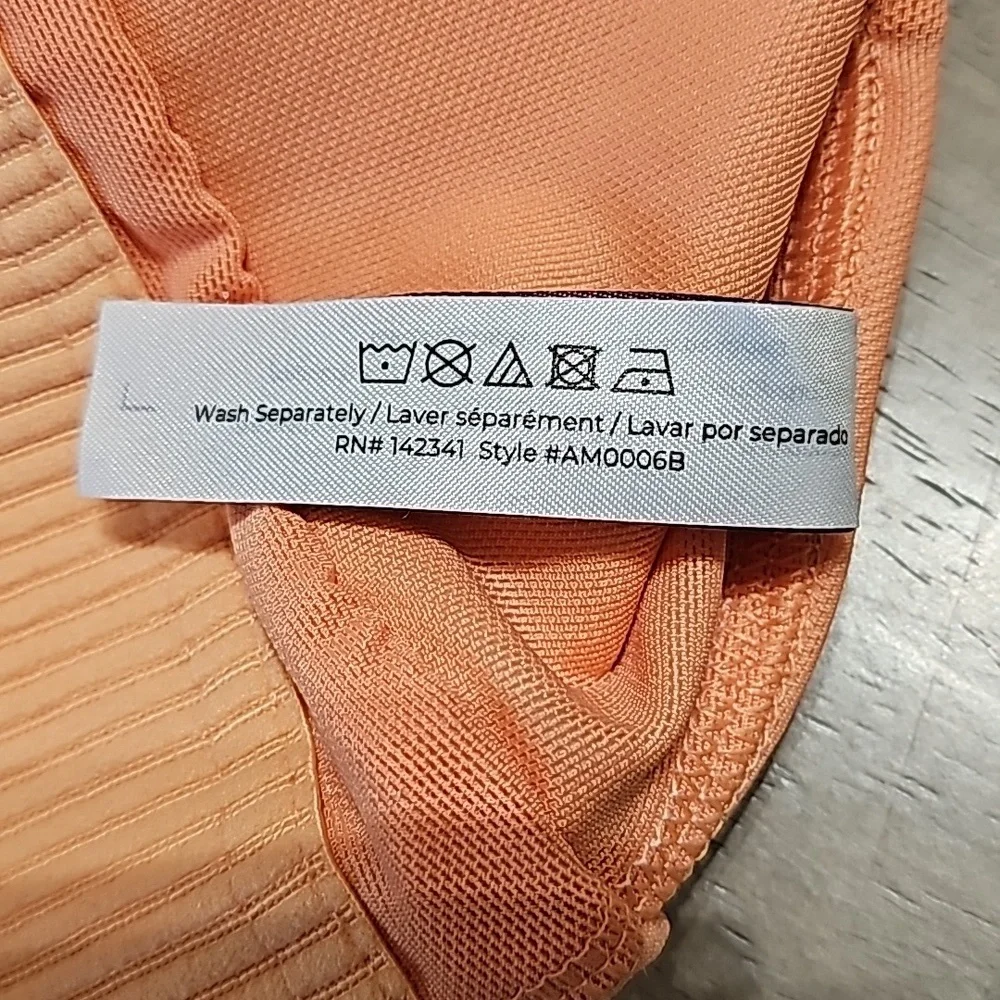 Wash Separately / Laver séparément / Lavar por separado
RN# 142341 Style #AM0006B